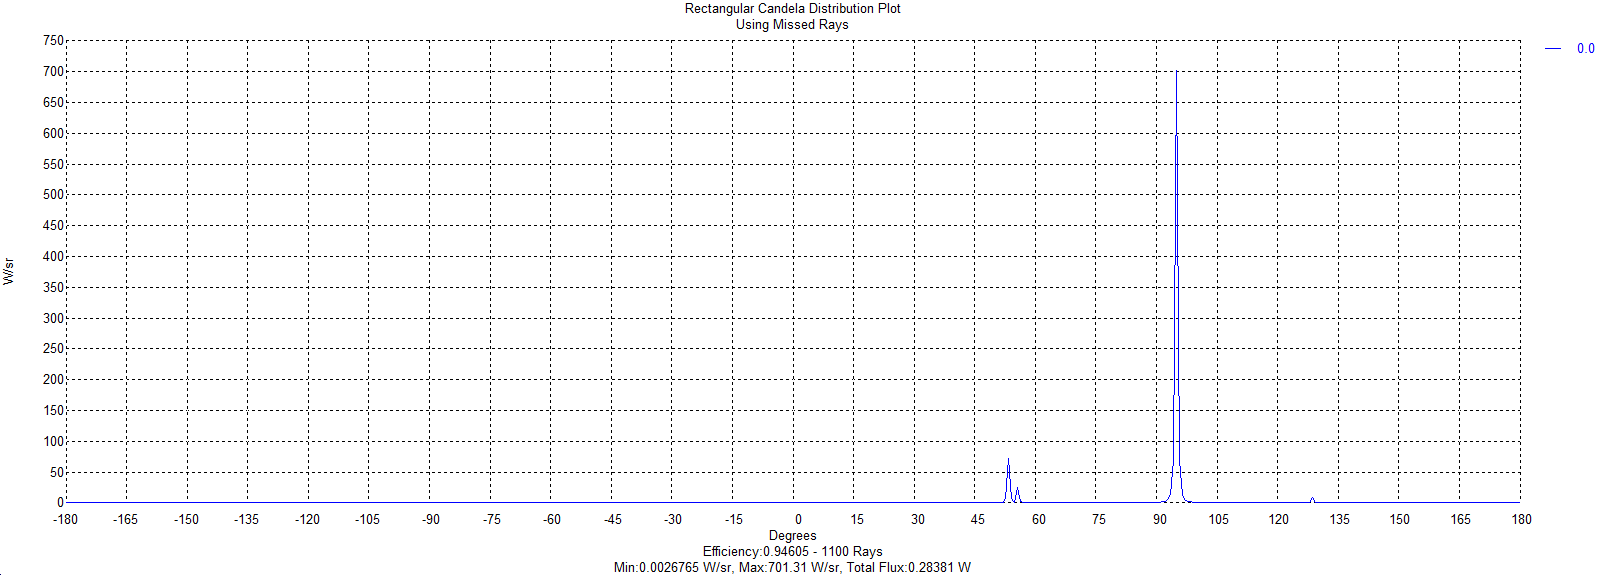 Rectangular Candela Distribution Plot
Using Missed Rays
0.0
750
700
650
600
550
500
450
400
350
300
250
200
150
100
50
0
W/sr
-180 -165 -150 -135 -120 -105 -90 -75 -60 -45 -30 -15 0 15 30 45 60 75 90 105 120 135 150 165 180
Degrees
Efficiency:0.94605 - 1100 Rays
Min:0.0026765 W/sr, Max:701.31 W/sr, Total Flux:0.28381 W